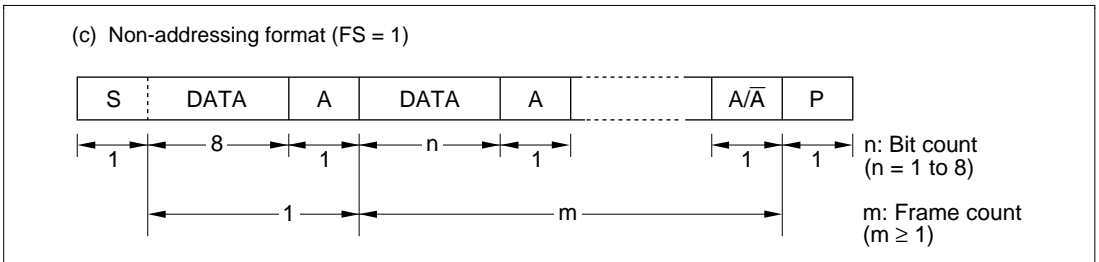 (c) Non-addressing format (FS = 1)
S DATA A DATA A A/A̅ P
1 8 1 n 1 1 1 n: Bit count
(n = 1 to 8)
1 m m: Frame count
(m ≥ 1)